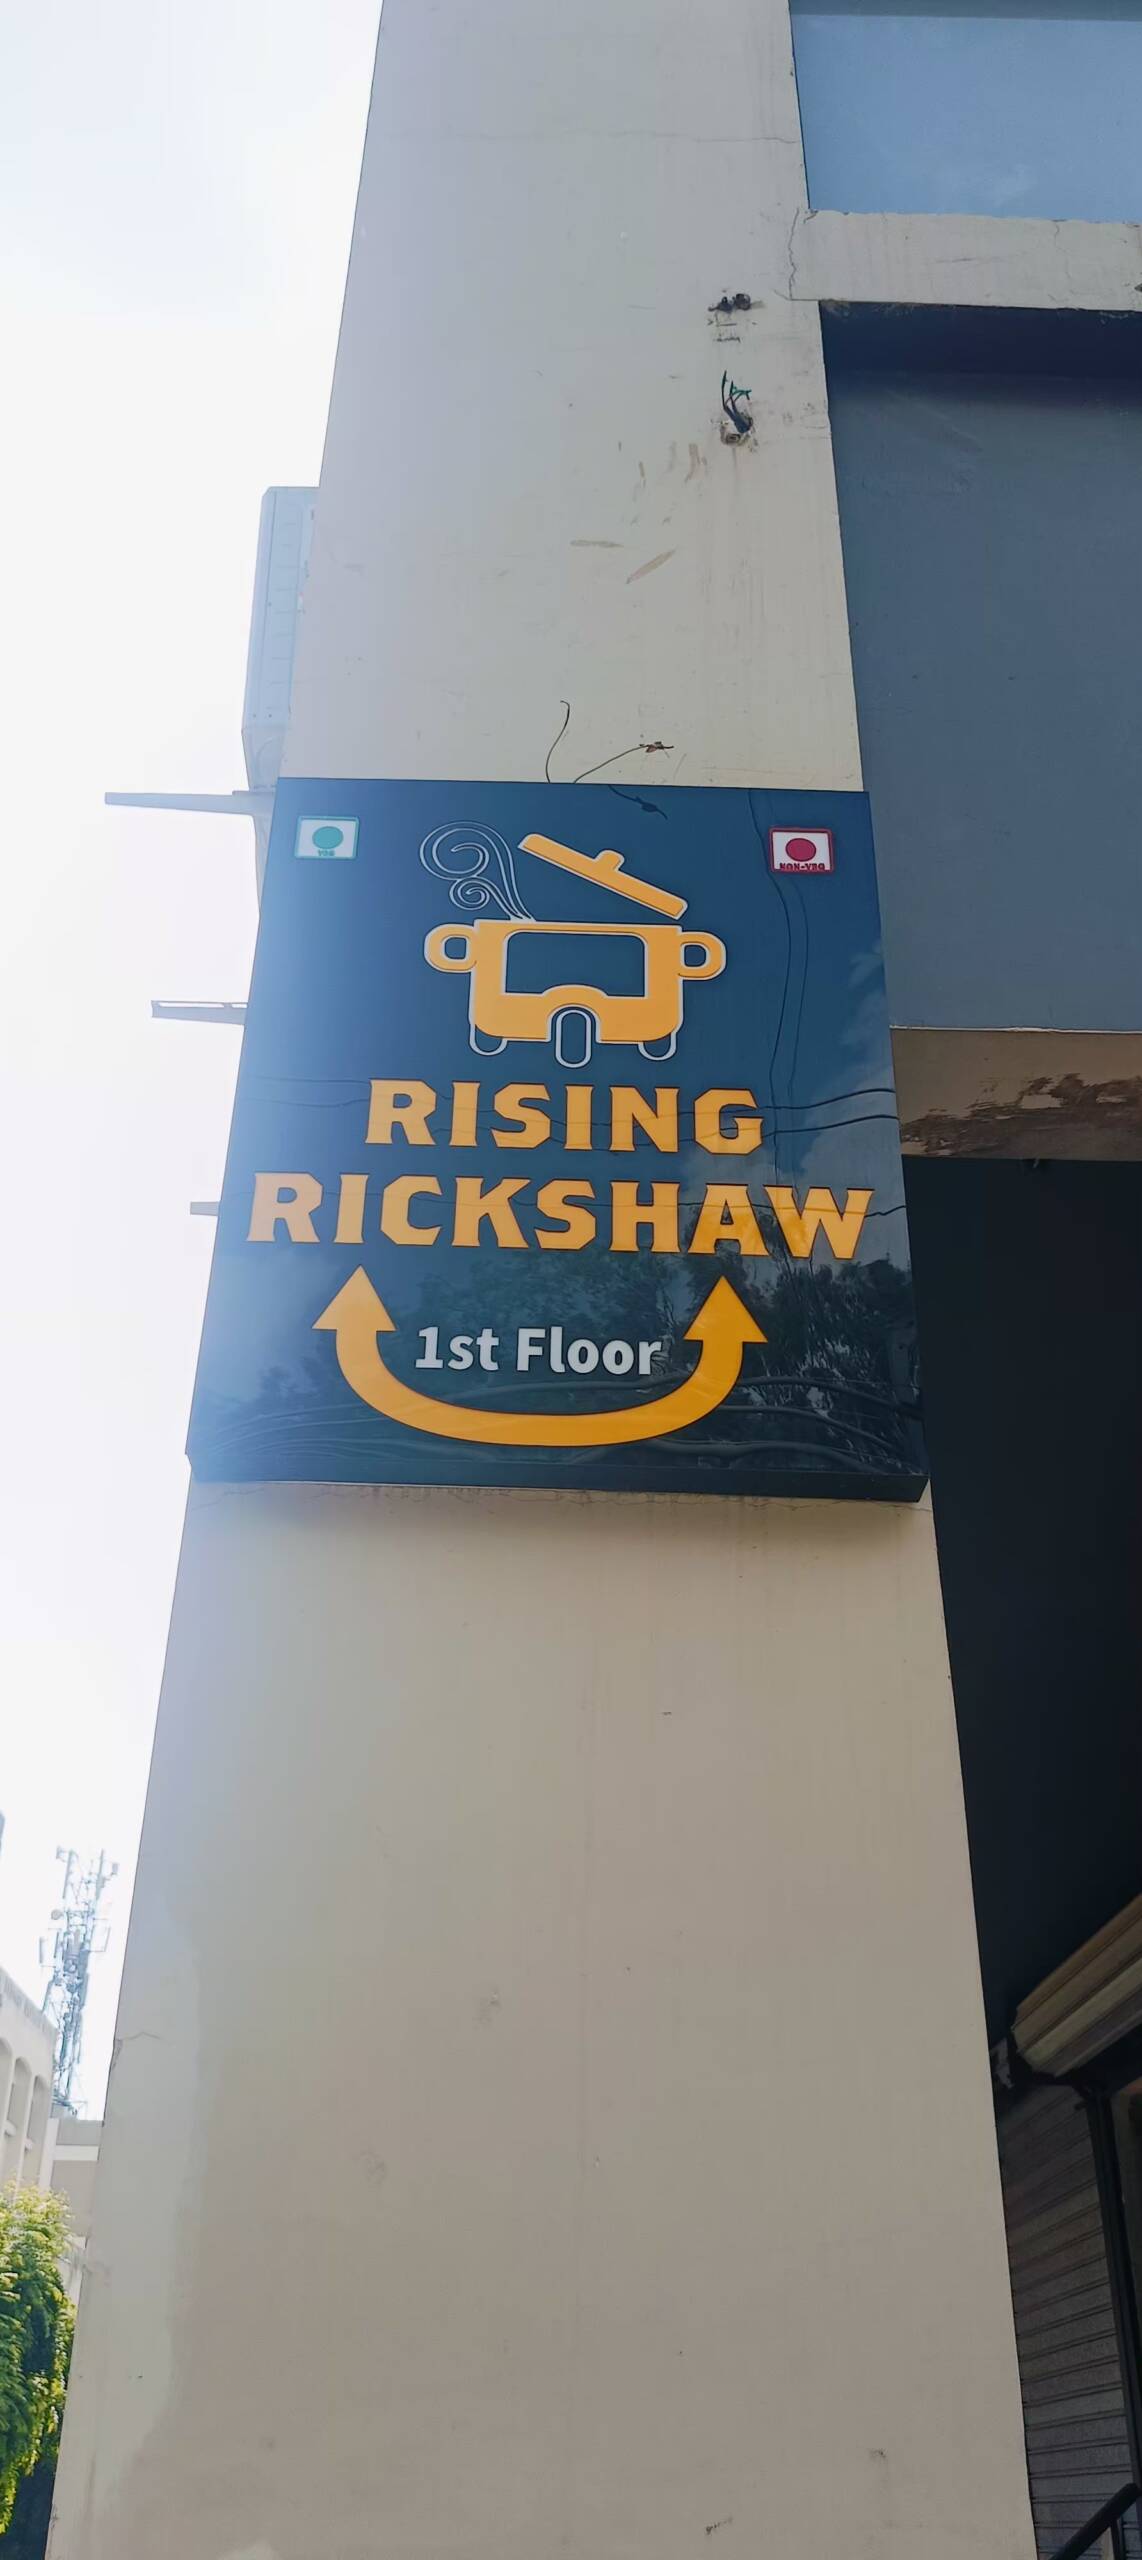 VEG
NON-VEG
RISING
RICKSHAW
1st Floor